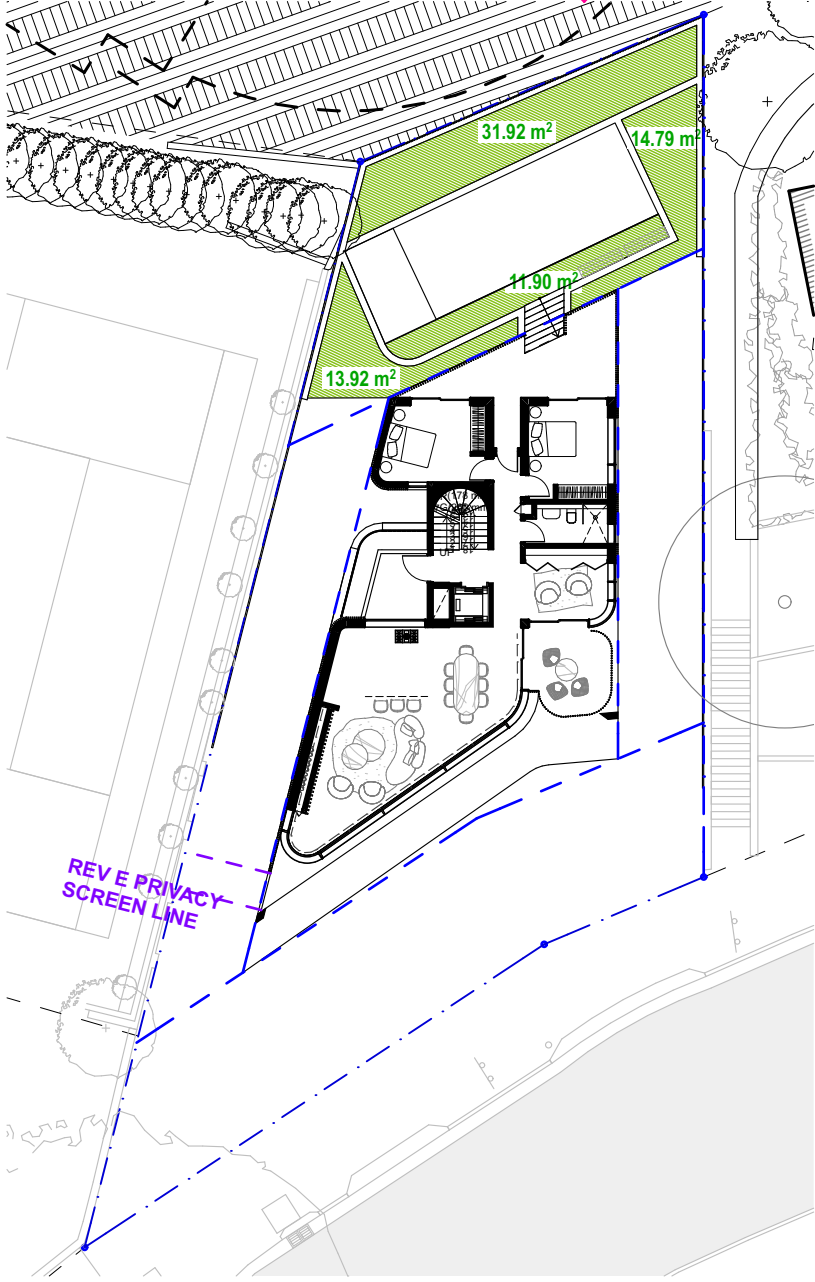 31.92 m²
14.79 m²
11.90 m²
13.92 m²
UP
REV E PRIVACY
SCREEN LINE